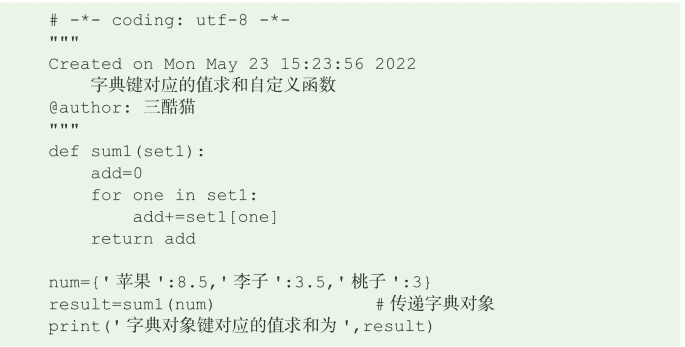 # -*- coding: utf-8 -*-
"""
Created on Mon May 23 15:23:56 2022
    字典键对应的值求和自定义函数
@author: 三酷猫
"""
def sum1(set1):
    add=0
    for one in set1:
        add+=set1[one]
    return add

num={'苹果':8.5,'李子':3.5,'桃子':3}
result=sum1(num)                #传递字典对象
print('字典对象键对应的值求和为',result)